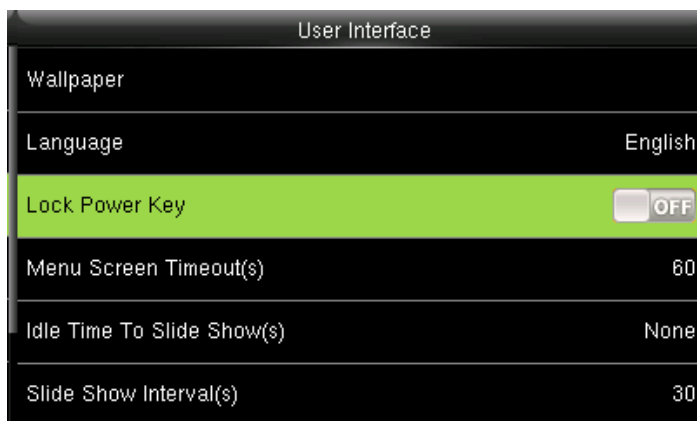 User Interface
Wallpaper
Language English
Lock Power Key OFF
Menu Screen Timeout(s) 60
Idle Time To Slide Show(s) None
Slide Show Interval(s) 30